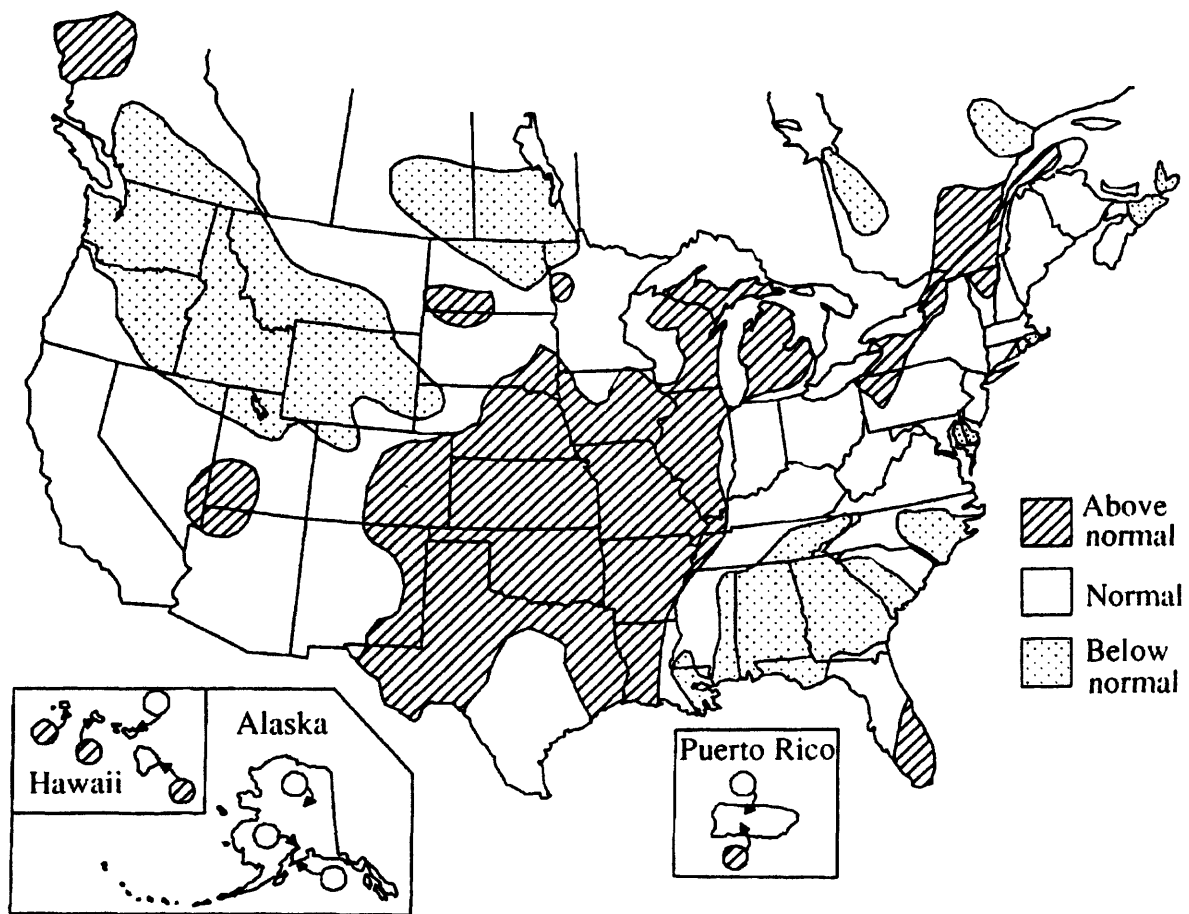 Above
normal
Normal
Below
normal
Alaska
Hawaii
Puerto Rico